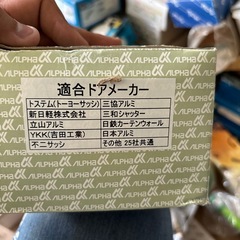 ALPHA ALPHA ALPHA ALPHA
適合ドアメーカー
トステム(トーヨーサッシ) 三協アルミ
新日軽株式会社 三和シャッター
立山アルミ 日鉄カーテンウォール
YKK(吉田工業) 日本アルミ
不二サッシ その他 25社共通